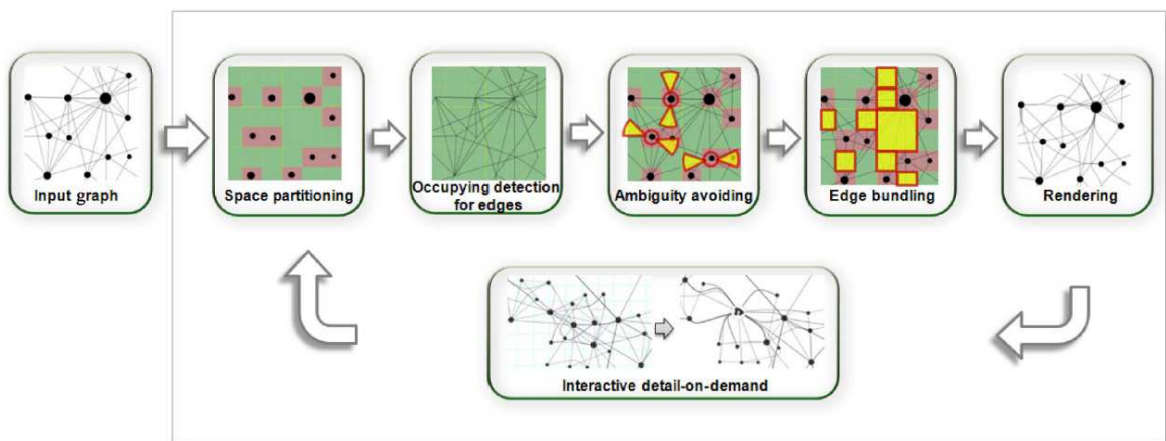 Input graph
Space partitioning
Occupying detection
for edges
Ambiguity avoiding
Edge bundling
Rendering
Interactive detail-on-demand